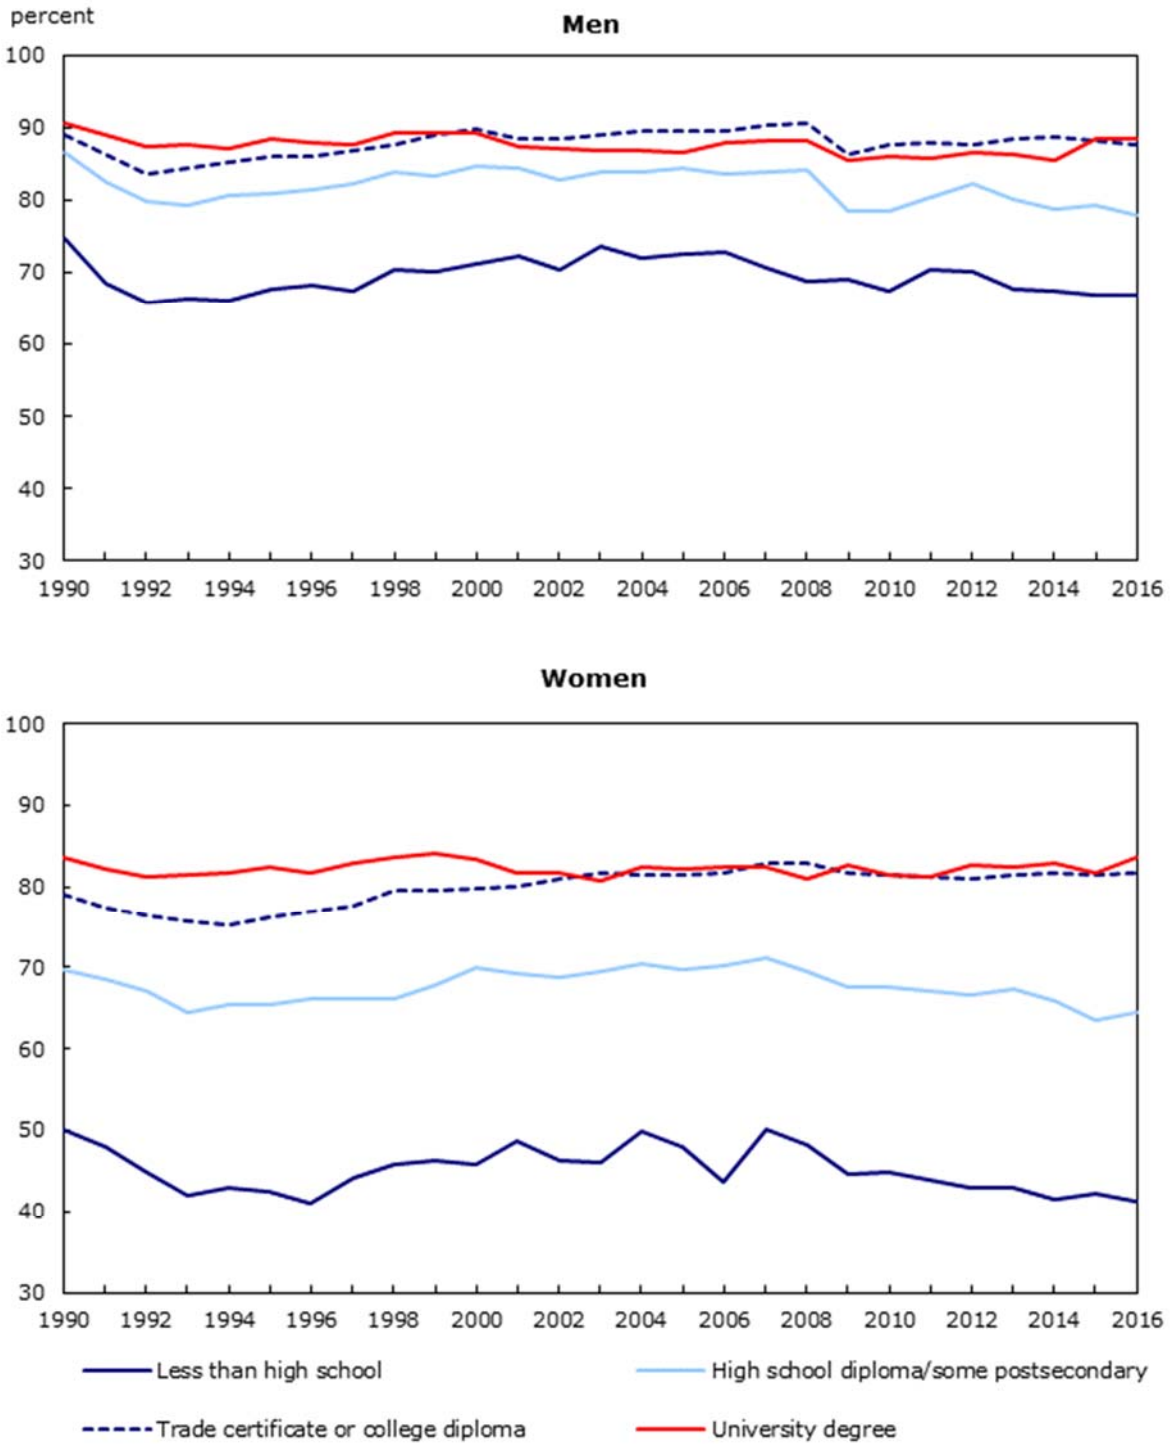 percent
Men
100
90
80
70
60
50
40
30
1990 1992 1994 1996 1998 2000 2002 2004 2006 2008 2010 2012 2014 2016
Women
100
90
80
70
60
50
40
30
1990 1992 1994 1996 1998 2000 2002 2004 2006 2008 2010 2012 2014 2016
Less than high school High school diploma/some postsecondary
Trade certificate or college diploma University degree